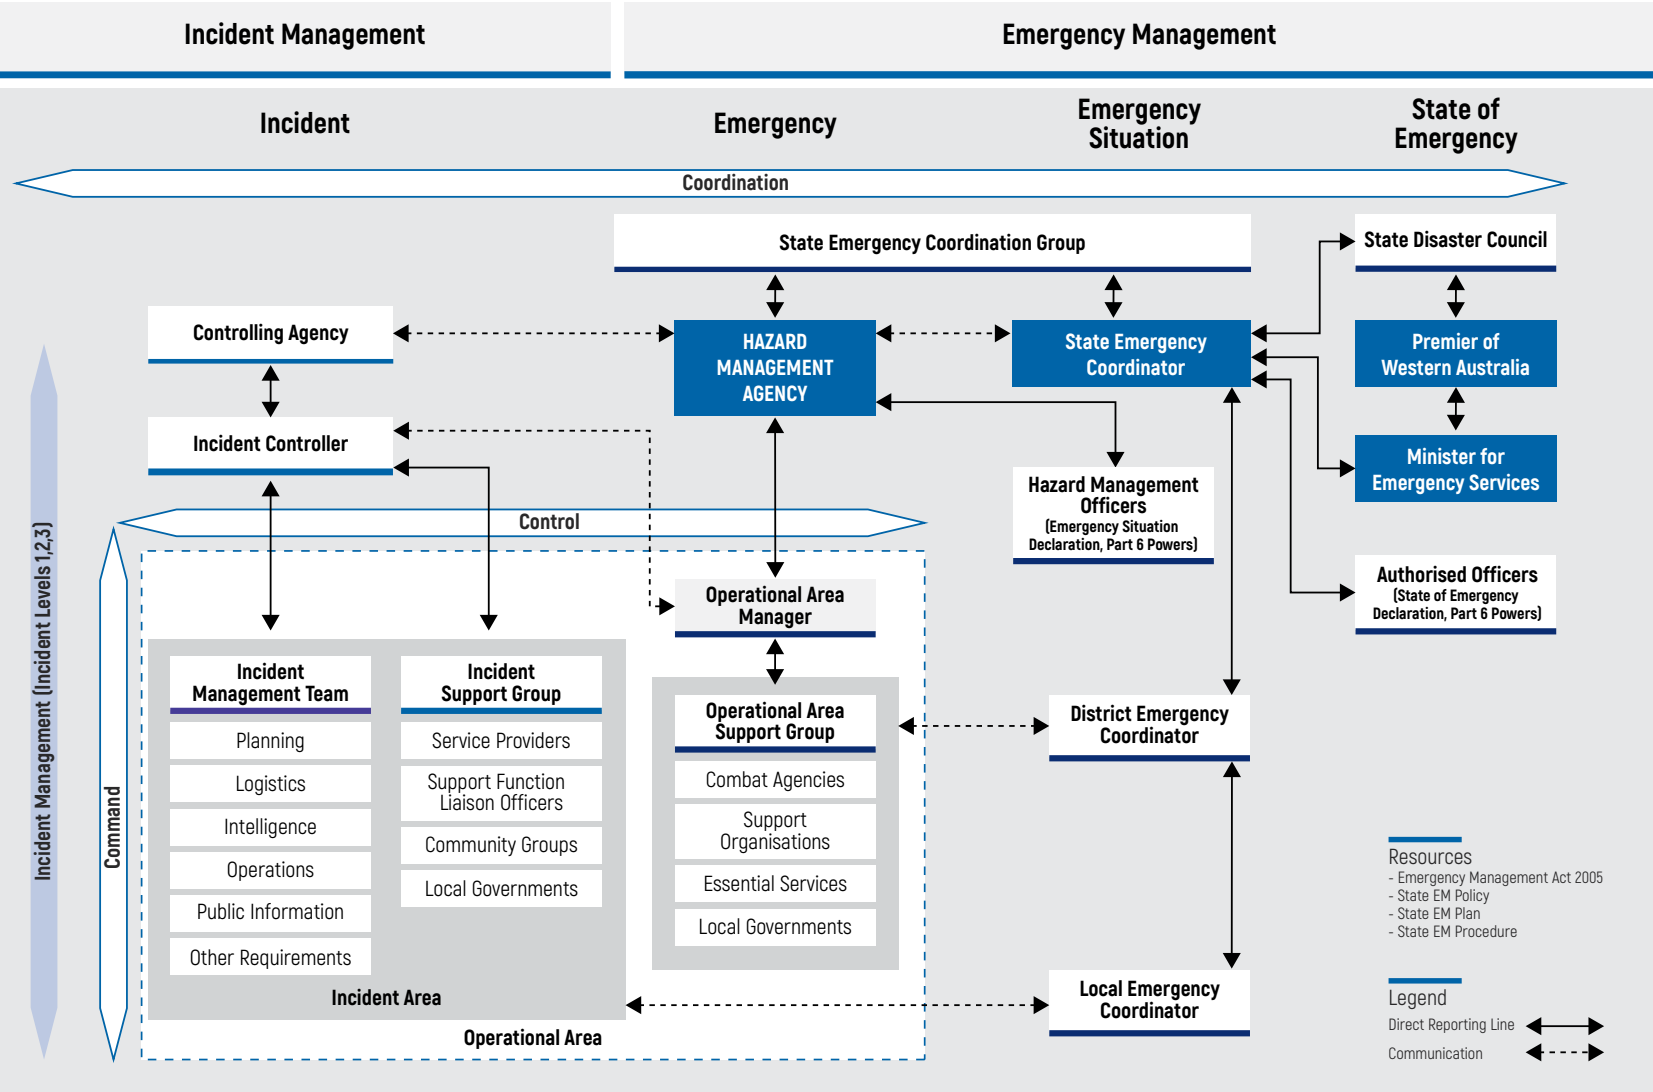 Incident Management
Emergency Management
Incident
Emergency
Emergency
Situation
State of
Emergency
Coordination
State Emergency Coordination Group
State Disaster Council
Controlling Agency
HAZARD
MANAGEMENT
AGENCY
State Emergency
Coordinator
Premier of
Western Australia
Incident Controller
Minister for
Emergency Services
Hazard Management
Officers
(Emergency Situation
Declaration, Part 6 Powers)
Control
Authorised Officers
(State of Emergency
Declaration, Part 6 Powers)
Operational Area
Manager
Incident Management (Incident Levels 1,2,3)
Command
Incident
Management Team
Planning
Logistics
Intelligence
Operations
Public Information
Other Requirements
Incident
Support Group
Service Providers
Support Function
Liaison Officers
Community Groups
Local Governments
Incident Area
Operational Area
Support Group
Combat Agencies
Support
Organisations
Essential Services
Local Governments
Operational Area
District Emergency
Coordinator
Local Emergency
Coordinator
Resources
- Emergency Management Act 2005
- State EM Policy
- State EM Plan
- State EM Procedure
Legend
Direct Reporting Line
Communication